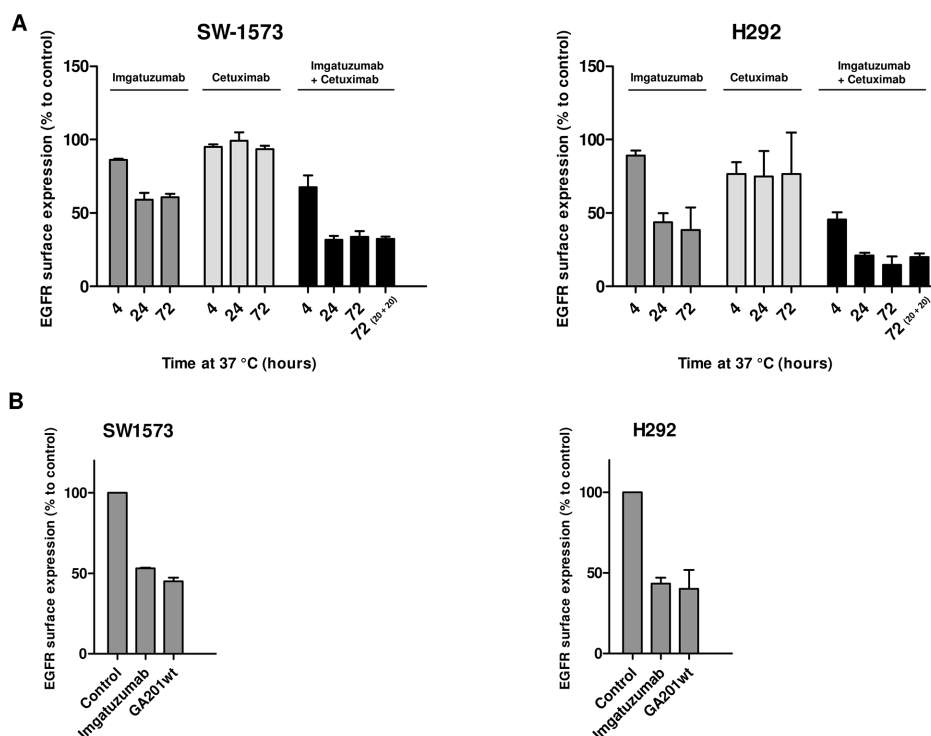 A
SW-1573
EGFR surface expression (% to control)
150
100
50
0
Imgatuzumab
Cetuximab
Imgatuzumab
+ Cetuximab
4
24
72
4
24
72
4
24
72
72 (20 + 20)
Time at 37 °C (hours)
H292
EGFR surface expression (% to control)
150
100
50
0
Imgatuzumab
Cetuximab
Imgatuzumab
+ Cetuximab
4
24
72
4
24
72
4
24
72
72 (20 + 20)
Time at 37 °C (hours)
B
SW1573
EGFR surface expression (% to control)
100
50
0
Control
Imgatuzumab
GA201wt
H292
EGFR surface expression (% to control)
100
50
0
Control
Imgatuzumab
GA201wt